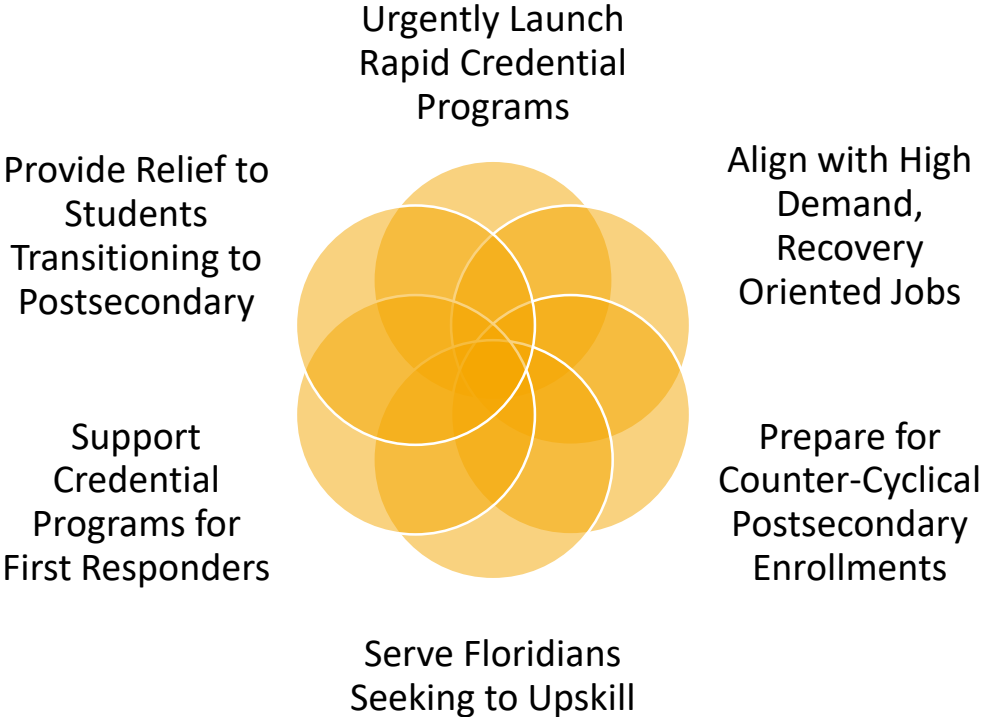 Urgently Launch
Rapid Credential
Programs
Align with High
Demand,
Recovery
Oriented Jobs
Prepare for
Counter-Cyclical
Postsecondary
Enrollments
Serve Floridians
Seeking to Upskill
Support
Credential
Programs for
First Responders
Provide Relief to
Students
Transitioning to
Postsecondary